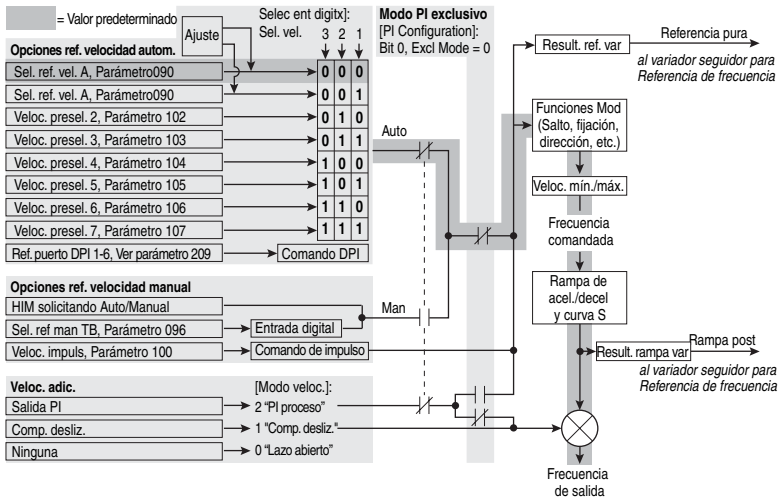 = Valor predeterminado
Ajuste
Selec ent digitx]:
Sel. vel. 3 2 1
Modo PI exclusivo
[PI Configuration]:
Bit 0, Excl Mode = 0
Opciones ref. velocidad autom.
Sel. ref. vel. A, Parámetro090 0 0 0
Sel. ref. vel. A, Parámetro090 0 0 1
Veloc. presel. 2, Parámetro 102 0 1 0
Veloc. presel. 3, Parámetro 103 0 1 1
Veloc. presel. 4, Parámetro 104 1 0 0
Veloc. presel. 5, Parámetro 105 1 0 1
Veloc. presel. 6, Parámetro 106 1 1 0
Veloc. presel. 7, Parámetro 107 1 1 1
Ref. puerto DPI 1-6, Ver parámetro 209 Comando DPI
Auto
Result. ref. var
Referencia pura
al variador seguidor para
Referencia de frecuencia
Funciones Mod
(Salto, fijación,
dirección, etc.)
Veloc. mín./máx.
Frecuencia
comandada
Rampa de
acel./decel
y curva S
Opciones ref. velocidad manual
HIM solicitando Auto/Manual
Sel. ref man TB, Parámetro 096 Entrada digital
Veloc. impuls, Parámetro 100 Comando de impulso
Man
Result. rampa var
Rampa post
al variador seguidor para
Referencia de frecuencia
Veloc. adic. [Modo veloc.]:
Salida PI 2 “PI proceso”
Comp. desliz. 1 "Comp. desliz."
Ninguna 0 “Lazo abierto”
Frecuencia
de salida